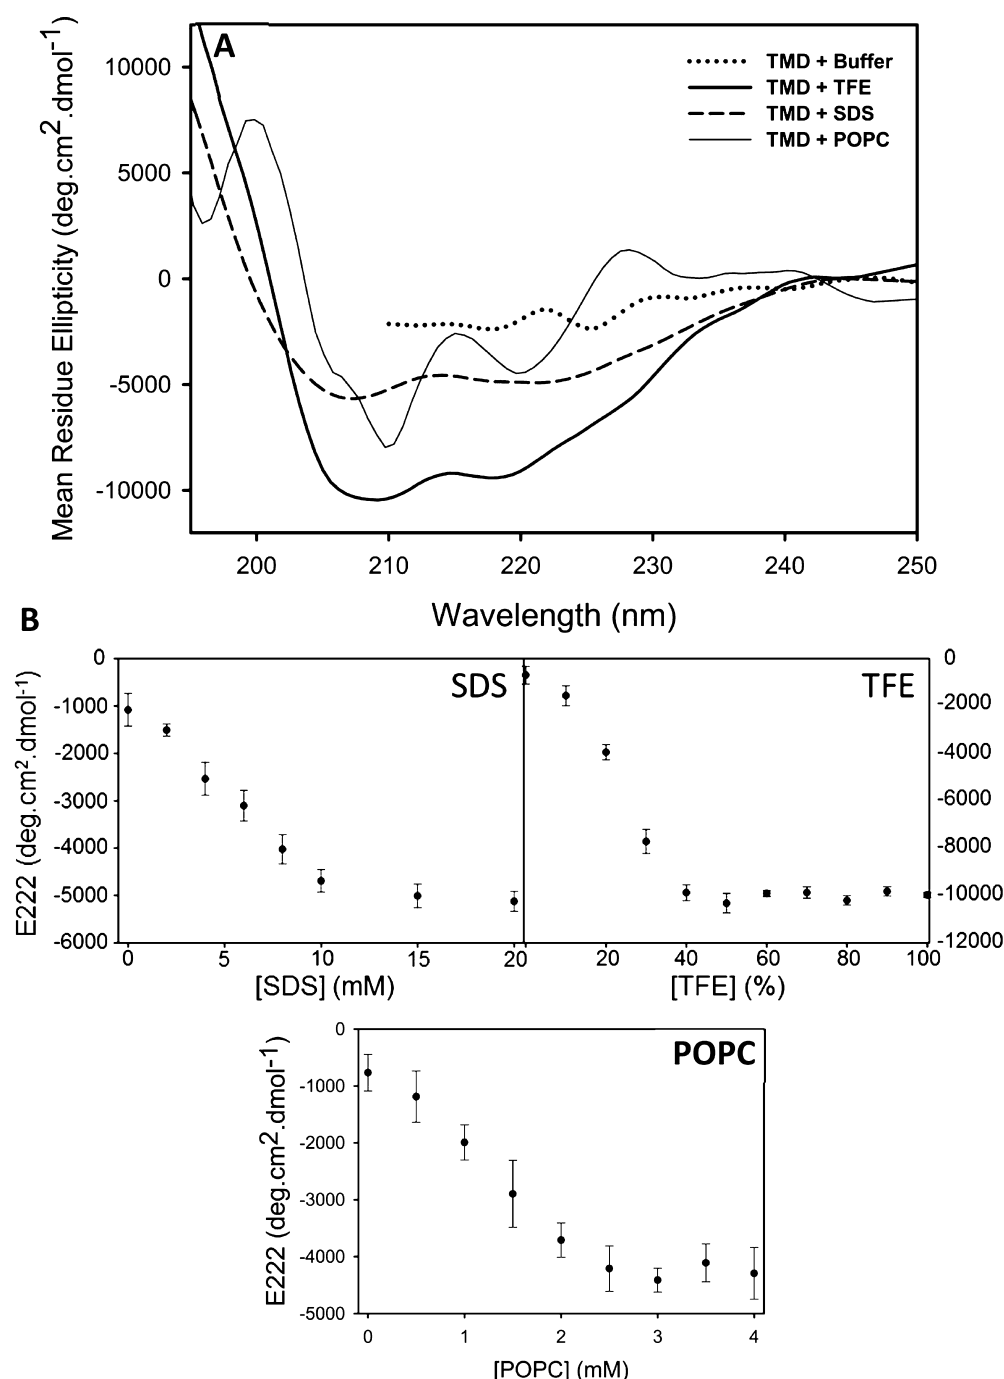 A
TMD + Buffer
TMD + TFE
TMD + SDS
TMD + POPC
Mean Residue Ellipticity (deg.cm².dmol⁻¹)
10000
5000
0
-5000
-10000
200 210 220 230 240 250
Wavelength (nm)
B
E222 (deg.cm².dmol⁻¹)
0
-1000
-2000
-3000
-4000
-5000
-6000
SDS
0 5 10 15 20
[SDS] (mM)
TFE
0
-2000
-4000
-6000
-8000
-10000
-12000
20 40 60 80 100
[TFE] (%)
E222 (deg.cm².dmol⁻¹)
0
-1000
-2000
-3000
-4000
-5000
POPC
0 1 2 3 4
[POPC] (mM)